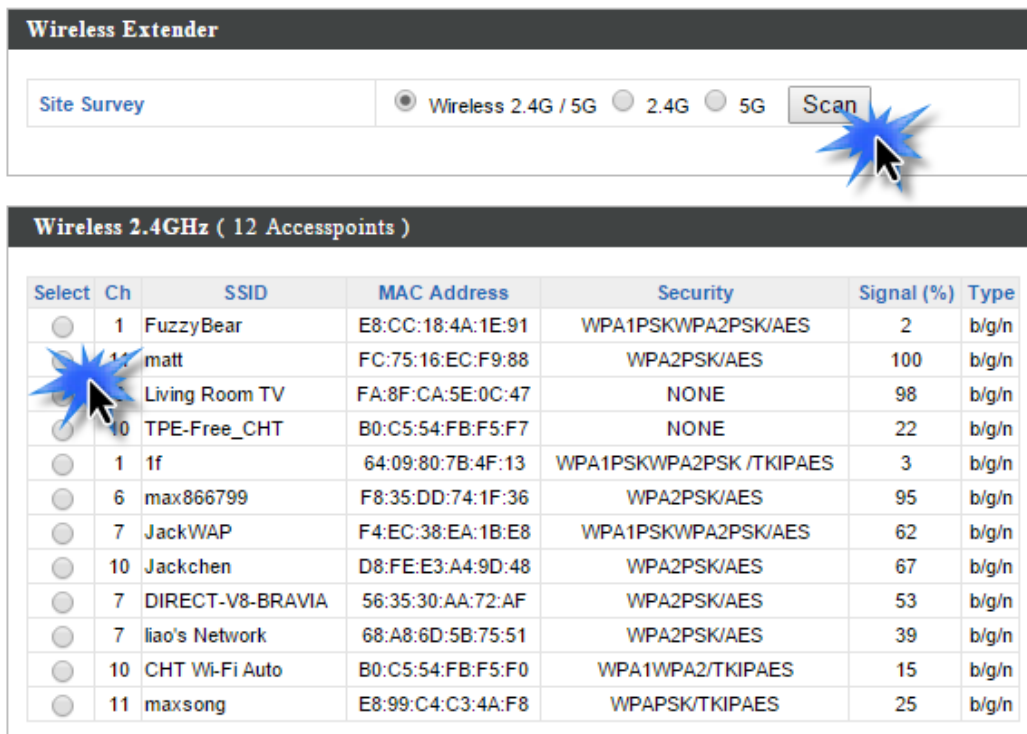 Wireless Extender
Site Survey Wireless 2.4G / 5G 2.4G 5G Scan
Wireless 2.4GHz ( 12 Accesspoints )
Select Ch SSID MAC Address Security Signal (%) Type
1 FuzzyBear E8:CC:18:4A:1E:91 WPA1PSKWPA2PSK/AES 2 b/g/n
11 matt FC:75:16:EC:F9:88 WPA2PSK/AES 100 b/g/n
Living Room TV FA:8F:CA:5E:0C:47 NONE 98 b/g/n
10 TPE-Free_CHT B0:C5:54:FB:F5:F7 NONE 22 b/g/n
1 1f 64:09:80:7B:4F:13 WPA1PSKWPA2PSK /TKIPAES 3 b/g/n
6 max866799 F8:35:DD:74:1F:36 WPA2PSK/AES 95 b/g/n
7 JackWAP F4:EC:38:EA:1B:E8 WPA1PSKWPA2PSK/AES 62 b/g/n
10 Jackchen D8:FE:E3:A4:9D:48 WPA2PSK/AES 67 b/g/n
7 DIRECT-V8-BRAVIA 56:35:30:AA:72:AF WPA2PSK/AES 53 b/g/n
7 liao's Network 68:A8:6D:5B:75:51 WPA2PSK/AES 39 b/g/n
10 CHT Wi-Fi Auto B0:C5:54:FB:F5:F0 WPA1WPA2/TKIPAES 15 b/g/n
11 maxsong E8:99:C4:C3:4A:F8 WPAPSK/TKIPAES 25 b/g/n